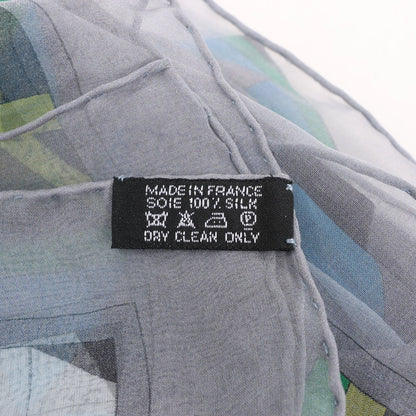 MADE IN FRANCE
SOIE 100% SILK
DRY CLEAN ONLY